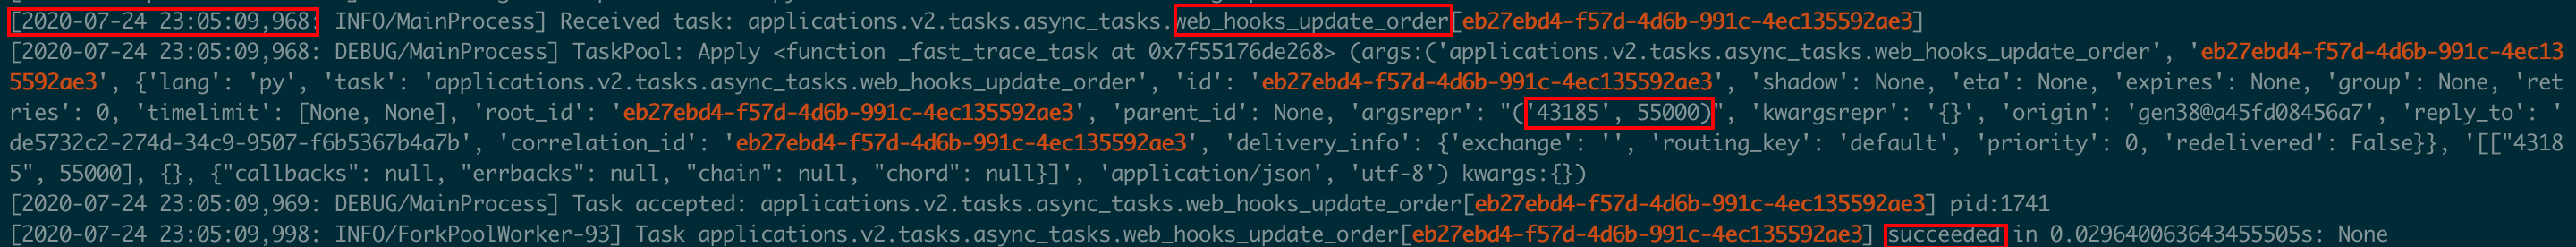 [2020-07-24 23:05:09,968: INFO/MainProcess] Received task: applications.v2.tasks.async_tasks.web_hooks_update_order[eb27ebd4-f57d-4d6b-991c-4ec135592ae3]
[2020-07-24 23:05:09,968: DEBUG/MainProcess] TaskPool: Apply <function _fast_trace_task at 0x7f55176de268> (args:('applications.v2.tasks.async_tasks.web_hooks_update_order', 'eb27ebd4-f57d-4d6b-991c-4ec13
5592ae3', {'lang': 'py', 'task': 'applications.v2.tasks.async_tasks.web_hooks_update_order', 'id': 'eb27ebd4-f57d-4d6b-991c-4ec135592ae3', 'shadow': None, 'eta': None, 'expires': None, 'group': None, 'ret
ries': 0, 'timelimit': [None, None], 'root_id': 'eb27ebd4-f57d-4d6b-991c-4ec135592ae3', 'parent_id': None, 'argsrepr': "('43185', 55000)", 'kwargsrepr': '{}', 'origin': 'gen38@a45fd08456a7', 'reply_to': '
de5732c2-274d-34c9-9507-f6b5367b4a7b', 'correlation_id': 'eb27ebd4-f57d-4d6b-991c-4ec135592ae3', 'delivery_info': {'exchange': '', 'routing_key': 'default', 'priority': 0, 'redelivered': False}}, '[["4318
5", 55000], {}, {"callbacks": null, "errbacks": null, "chain": null, "chord": null}]', 'application/json', 'utf-8') kwargs:{})
[2020-07-24 23:05:09,969: DEBUG/MainProcess] Task accepted: applications.v2.tasks.async_tasks.web_hooks_update_order[eb27ebd4-f57d-4d6b-991c-4ec135592ae3] pid:1741
[2020-07-24 23:05:09,998: INFO/ForkPoolWorker-93] Task applications.v2.tasks.async_tasks.web_hooks_update_order[eb27ebd4-f57d-4d6b-991c-4ec135592ae3] succeeded in 0.029640063643455505s: None